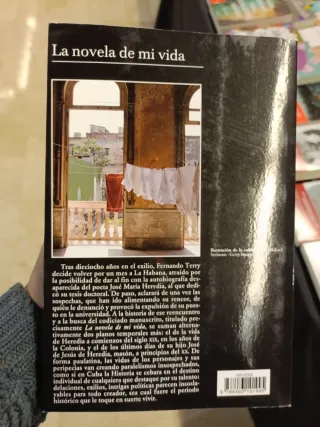 La novela de mi vida
Ilustración de la
Tras dieciocho años en el exilio, Fernando Terry
decide volver por un mes a La Habana, atraído por
la posibilidad de dar al fin con la autobiografía des-
aparecida del poeta José María Heredia, al que dedi-
có su tesis doctoral. De paso, aclarará de una vez las
sospechas, que han ido alimentando su rencor, de
quién le denunció y provocó la expulsión de su pues-
to en la universidad. A la historia de ese reencuentro
y a la busca del codiciado manuscrito, titulado preci-
samente La novela de mi vida, se suman alternativa-
mente dos planos temporales más: el de la vida
de Heredia a comienzos del siglo XIX, en los años de
la Colonia, y el de los últimos días de su hijo José
de Jesús de Heredia, masón, a principios del XX. De
forma paulatina, las vidas de los personajes y sus
peripecias van creando paralelismos insospechados,
como si en Cuba la Historia se cebara en el destino
individual de cualquiera que destaque por su talento:
delaciones, exilios, intrigas políticas parecen insosla-
yables para todo creador, sea cual fuere el período
histórico que le toque en suerte vivir.